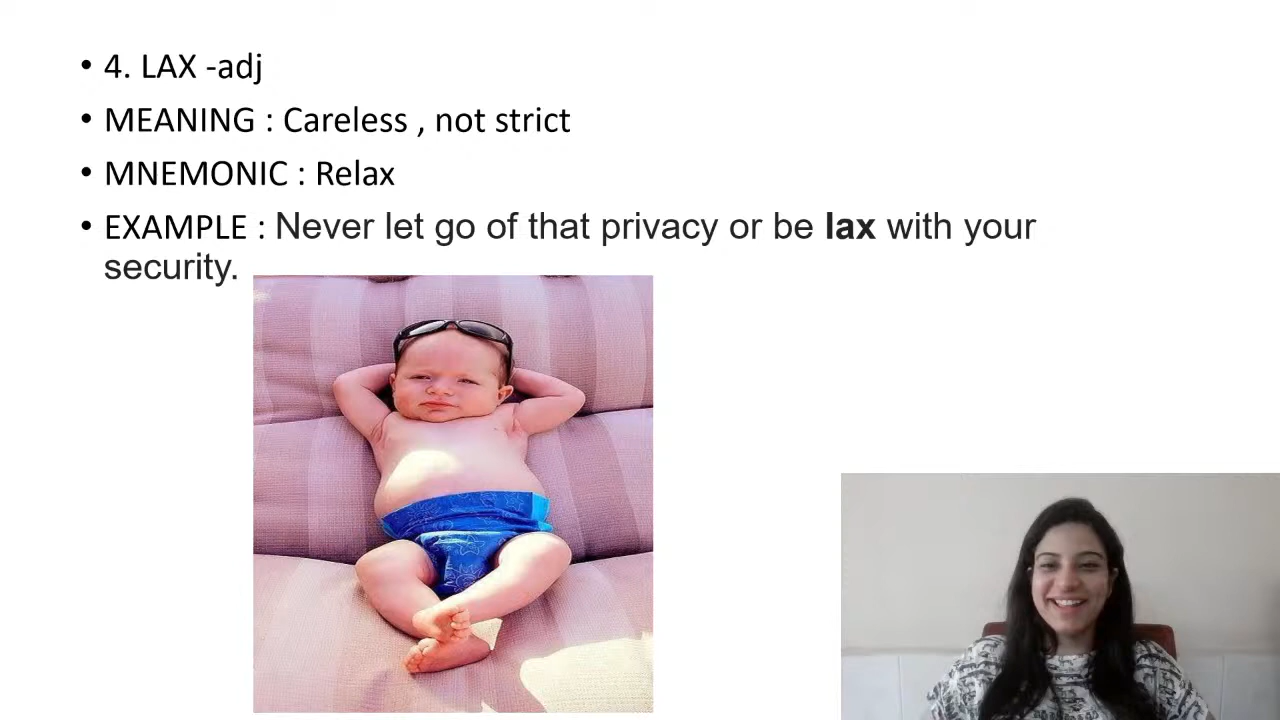 • 4. LAX -adj
• MEANING : Careless , not strict
• MNEMONIC : Relax
• EXAMPLE : Never let go of that privacy or be lax with your
security.